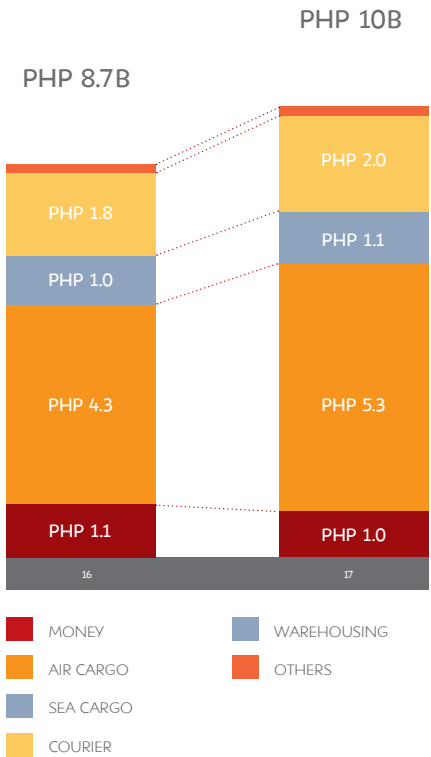 PHP 10B
PHP 8.7B
PHP 2.0
PHP 1.8
PHP 1.1
PHP 1.0
PHP 4.3
PHP 5.3
PHP 1.1
PHP 1.0
16
17
MONEY
WAREHOUSING
AIR CARGO
OTHERS
SEA CARGO
COURIER